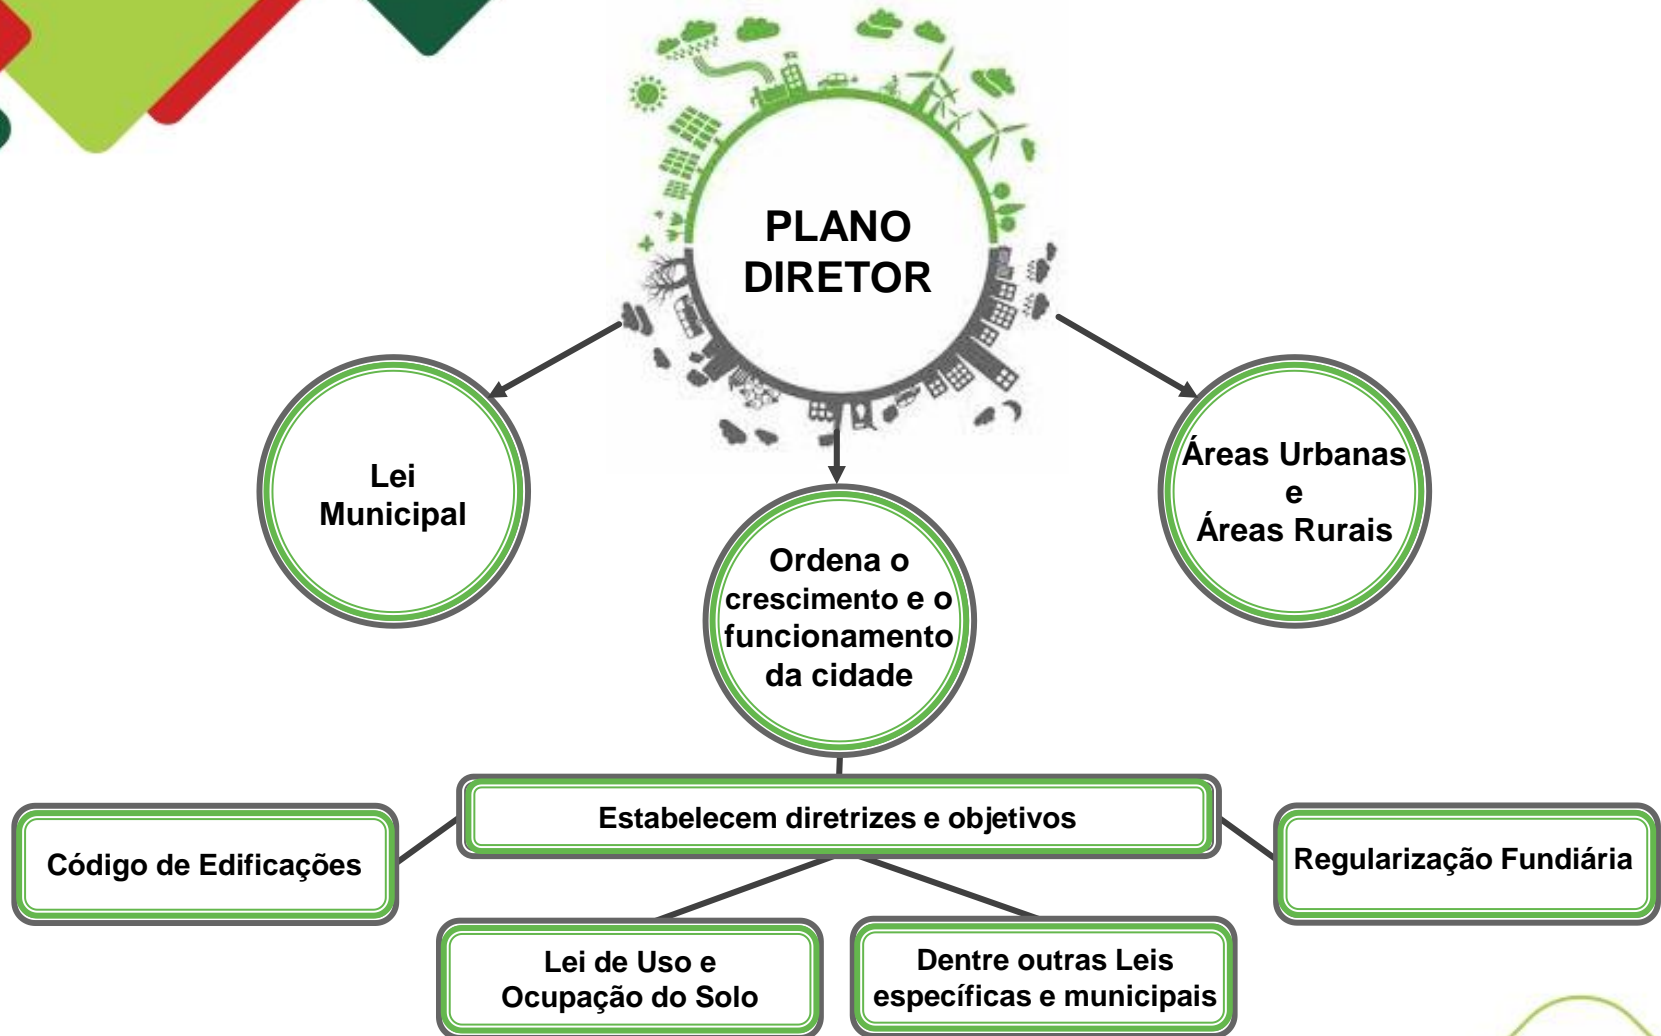 PLANO
DIRETOR
Lei
Municipal
Ordena o
crescimento e o
funcionamento
da cidade
Áreas Urbanas
e
Áreas Rurais
Estabelecem diretrizes e objetivos
Código de Edificações
Lei de Uso e
Ocupação do Solo
Dentre outras Leis
específicas e municipais
Regularização Fundiária